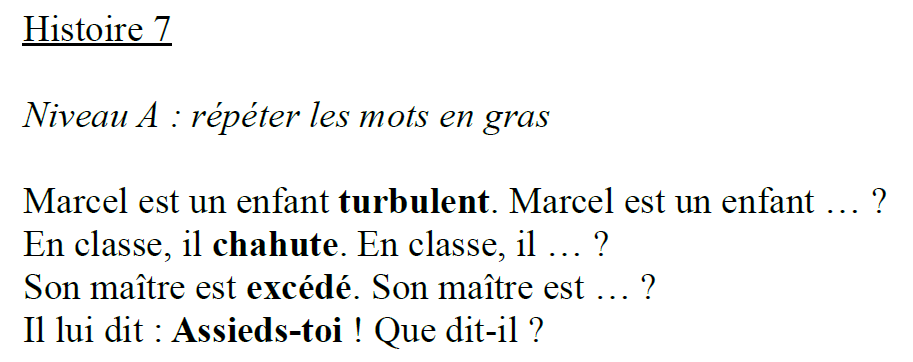 Histoire 7
Niveau A : répéter les mots en gras
Marcel est un enfant turbulent. Marcel est un enfant … ?
En classe, il chahute. En classe, il … ?
Son maître est excédé. Son maître est … ?
Il lui dit : Assieds-toi ! Que dit-il ?